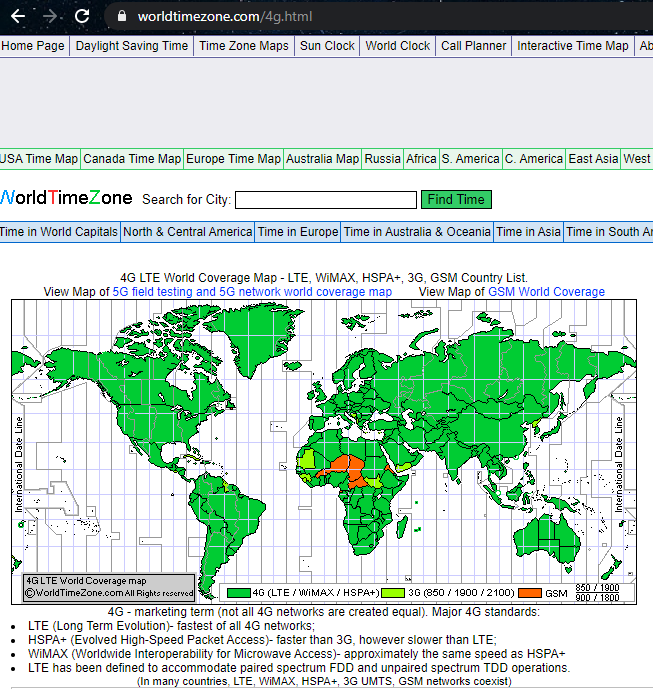 worldtimezone.com/4g.html
Home Page Daylight Saving Time Time Zone Maps Sun Clock World Clock Call Planner Interactive Time Map Ab
USA Time Map Canada Time Map Europe Time Map Australia Map Russia Africa S. America C. America East Asia West
WorldTimeZone Search for City: Find Time
Time in World Capitals North & Central America Time in Europe Time in Australia & Oceania Time in Asia Time in South Am
4G LTE World Coverage Map - LTE, WiMAX, HSPA+, 3G, GSM Country List.
View Map of 5G field testing and 5G network world coverage map View Map of GSM World Coverage
International Date Line
International Date Line
4G LTE World Coverage map
©WorldTimeZone.com All Rights reserved
4G (LTE / WiMAX / HSPA+) 3G (850 / 1900 / 2100) GSM 850 / 1900
900 / 1800
4G - marketing term (not all 4G networks are created equal). Major 4G standards:
• LTE (Long Term Evolution)- fastest of all 4G networks;
• HSPA+ (Evolved High-Speed Packet Access)- faster than 3G, however slower than LTE;
• WiMAX (Worldwide Interoperability for Microwave Access)- approximately the same speed as HSPA+
• LTE has been defined to accommodate paired spectrum FDD and unpaired spectrum TDD operations.
(In many countries, LTE, WiMAX, HSPA+, 3G UMTS, GSM networks coexist)